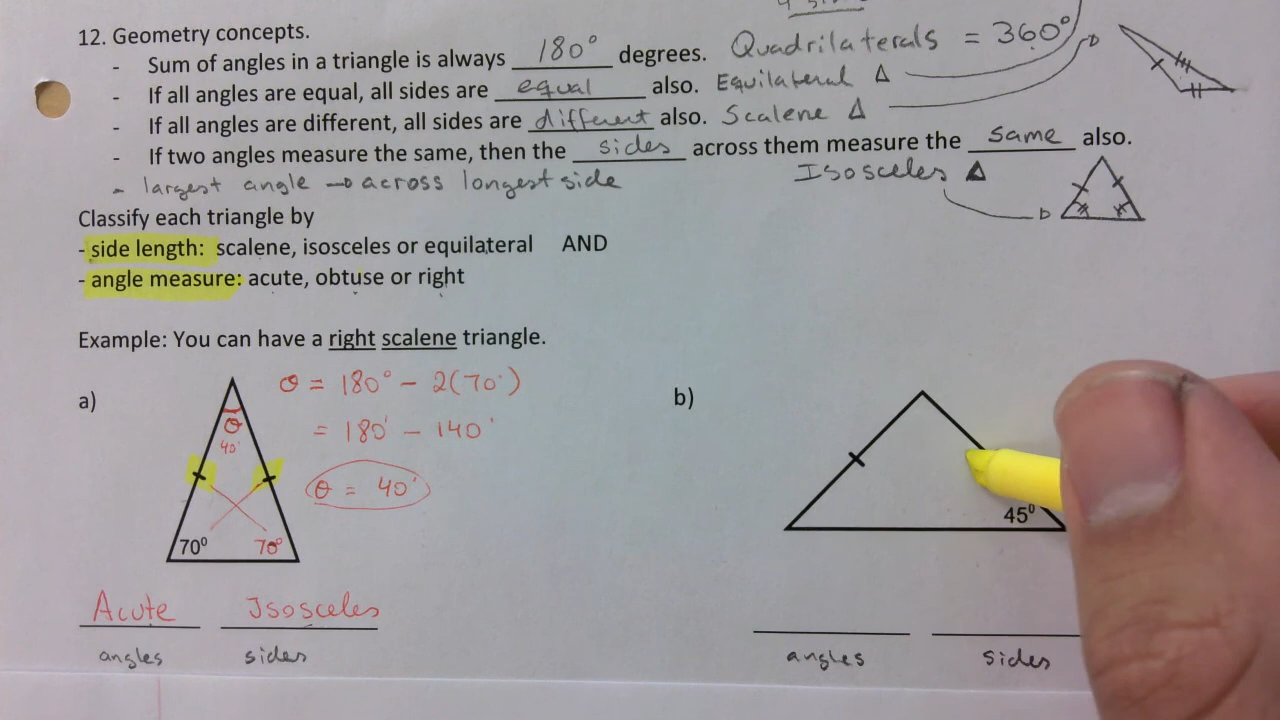 12. Geometry concepts.
- Sum of angles in a triangle is always 180° degrees. Quadrilaterals = 360°
- If all angles are equal, all sides are equal also. Equilateral Δ
- If all angles are different, all sides are different also. Scalene Δ
- If two angles measure the same, then the sides across them measure the same also.
- largest angle → across longest side Isosceles Δ
Classify each triangle by
- side length: scalene, isosceles or equilateral AND
- angle measure: acute, obtuse or right
Example: You can have a right scalene triangle.
a) θ = 180° - 2(70°)
= 180° - 140°
θ = 40°
θ
40°
70° 70°
Acute Isosceles
angles sides
b)
45⁰
angles sides